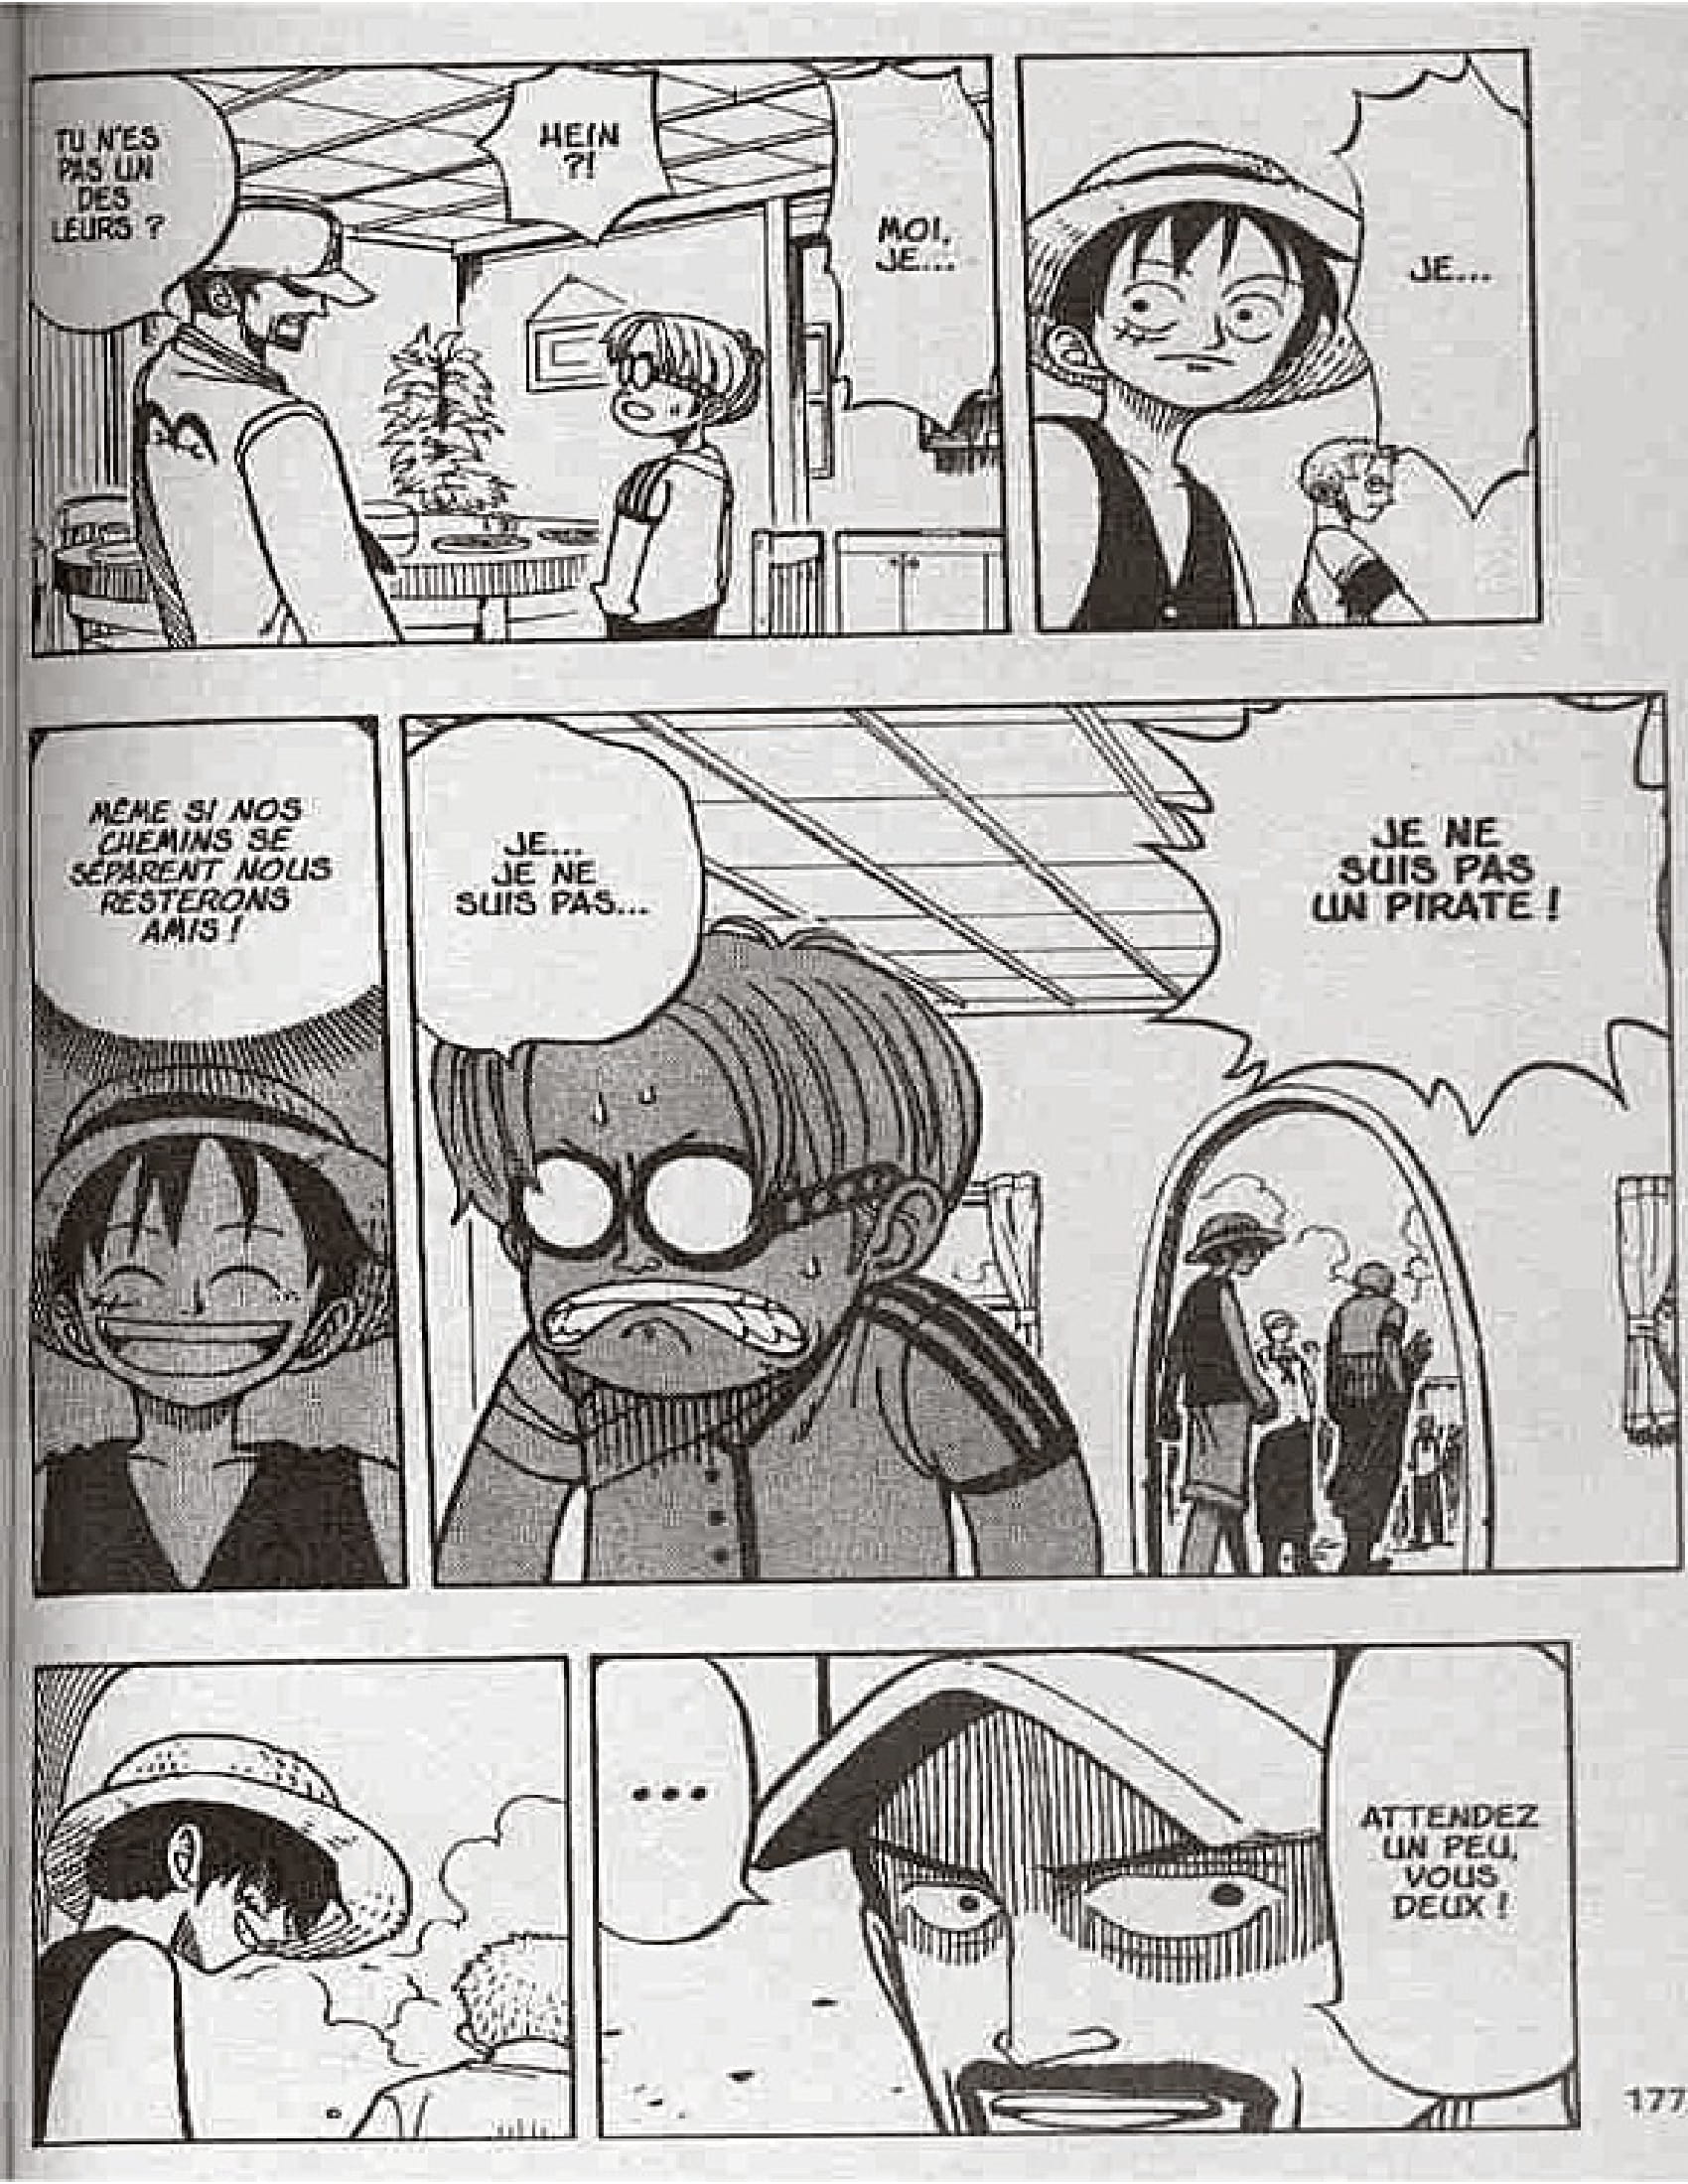 TU N'ES
PAS UN
DES
LEURS ?
HEIN
?!
MOI,
JE...
JE...
MÊME SI NOS
CHEMINS SE
SÉPARENT NOUS
RESTERONS
AMIS !
JE...
JE NE
SUIS PAS...
JE NE
SUIS PAS
UN PIRATE !
...
ATTENDEZ
UN PEU,
VOUS
DEUX !
177